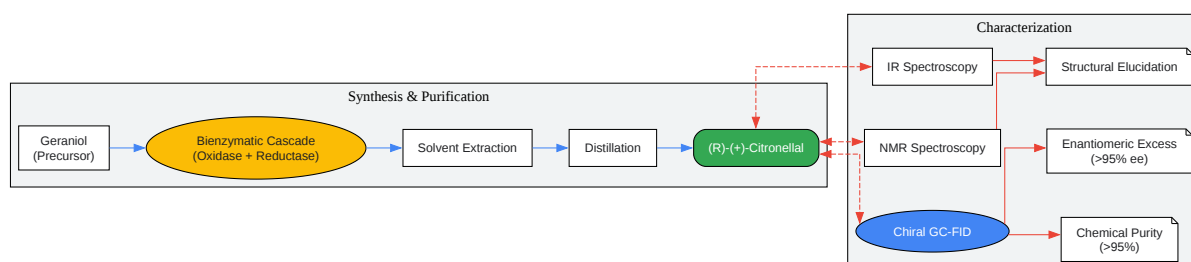 Characterization
IR Spectroscopy
Structural Elucidation
Synthesis & Purification
Geraniol
(Precursor)
Bienzymatic Cascade
(Oxidase + Reductase)
Solvent Extraction
Distillation
(R)-(+)-Citronellal
NMR Spectroscopy
Enantiomeric Excess
(>95% ee)
Chiral GC-FID
Chemical Purity
(>95%)